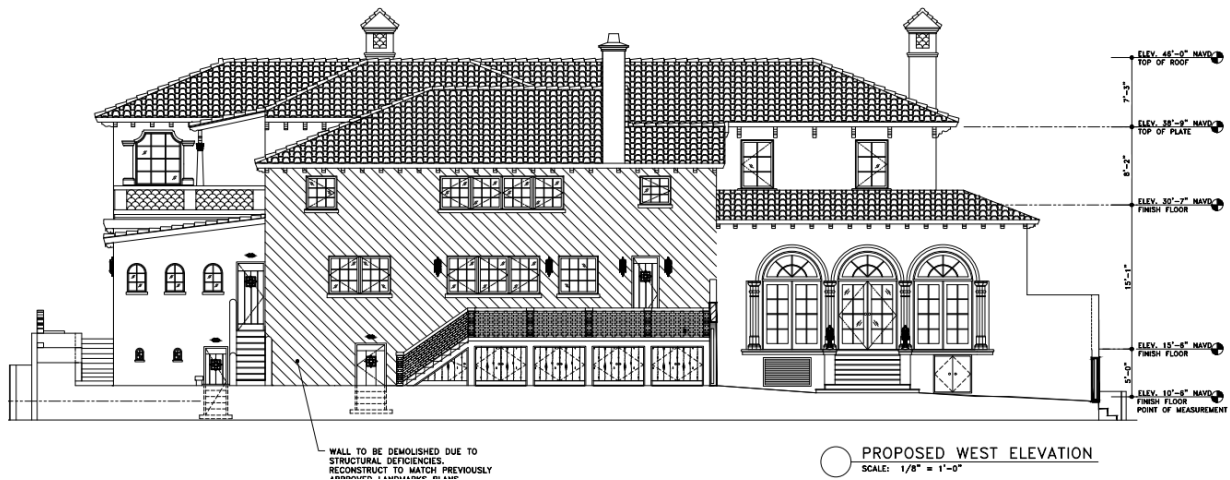 ELEV. 46'-0" NAVD
TOP OF ROOF
7'-3"
ELEV. 38'-9" NAVD
TOP OF PLATE
8'-2"
ELEV. 30'-7" NAVD
FINISH FLOOR
15'-1"
ELEV. 15'-6" NAVD
FINISH FLOOR
5'-0"
ELEV. 10'-6" NAVD
FINISH FLOOR
POINT OF MEASUREMENT
WALL TO BE DEMOLISHED DUE TO
STRUCTURAL DEFICIENCIES.
RECONSTRUCT TO MATCH PREVIOUSLY
APPROVED LANDMARKS PLANS
PROPOSED WEST ELEVATION
SCALE: 1/8" = 1'-0"